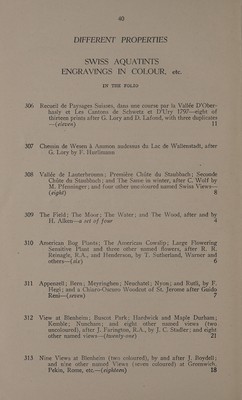 40
DIFFERENT PROPERTIES
SWISS AQUATINTS
ENGRAVINGS IN COLOUR, etc.
IN THE FOLIO
306 Recueil de Paysages Suisses, dans une course par la Vallée D'Ober-
hasly et Les Cantons de Schweitz et D'Ury 1797—eight of
thirteen prints after G. Lory and D. Lafond, with three duplicates
—(eleven) 11
307 Chemin de Wesen à Ammon audessus du Lac de Wallenstadt, after
G. Lory by F. Hurlimann
308 Vallée de Lauterbrounn; Première Chûte du Staubbach; Seconde
Chûte du Staubbach; and The Same in winter, after C. Wolf by
M. Pfenninger; and four other uncoloured named Swiss Views—
(eight) 8
309 The Field; The Moor; The Water; and The Wood, after and by
H. Alken—a set of four 4
310 American Bog Plants; The American Cowslip; Large Flowering
Sensitive Plant and three other named flowers, after R. R.
Reinagle, R.A., and Henderson, by T. Sutherland, Warner and
others—(six) 6
311 Appenzell; Bern; Meyringhen; Neuchatel; Nyon; and Rutli, by F.
Hegi; and a Chiaro-Oscuro Woodcut of St. Jerome after Guido
Reni—(seven) 7
312 View at Blenheim; Buscot Park; Hardwick and Maple Durham;
Kemble; Nuneham; and eight other named views (two
uncoloured), after J. Farington, R.A., by J. C. Stadler; and eight
other named views—(twenty-one) 21
313 Nine Views at Blenheim (two coloured), by and after J. Boydell;
and nine other named Views (seven coloured) at Greenwich,
Pekin, Rome, etc.—(eighteen) 18